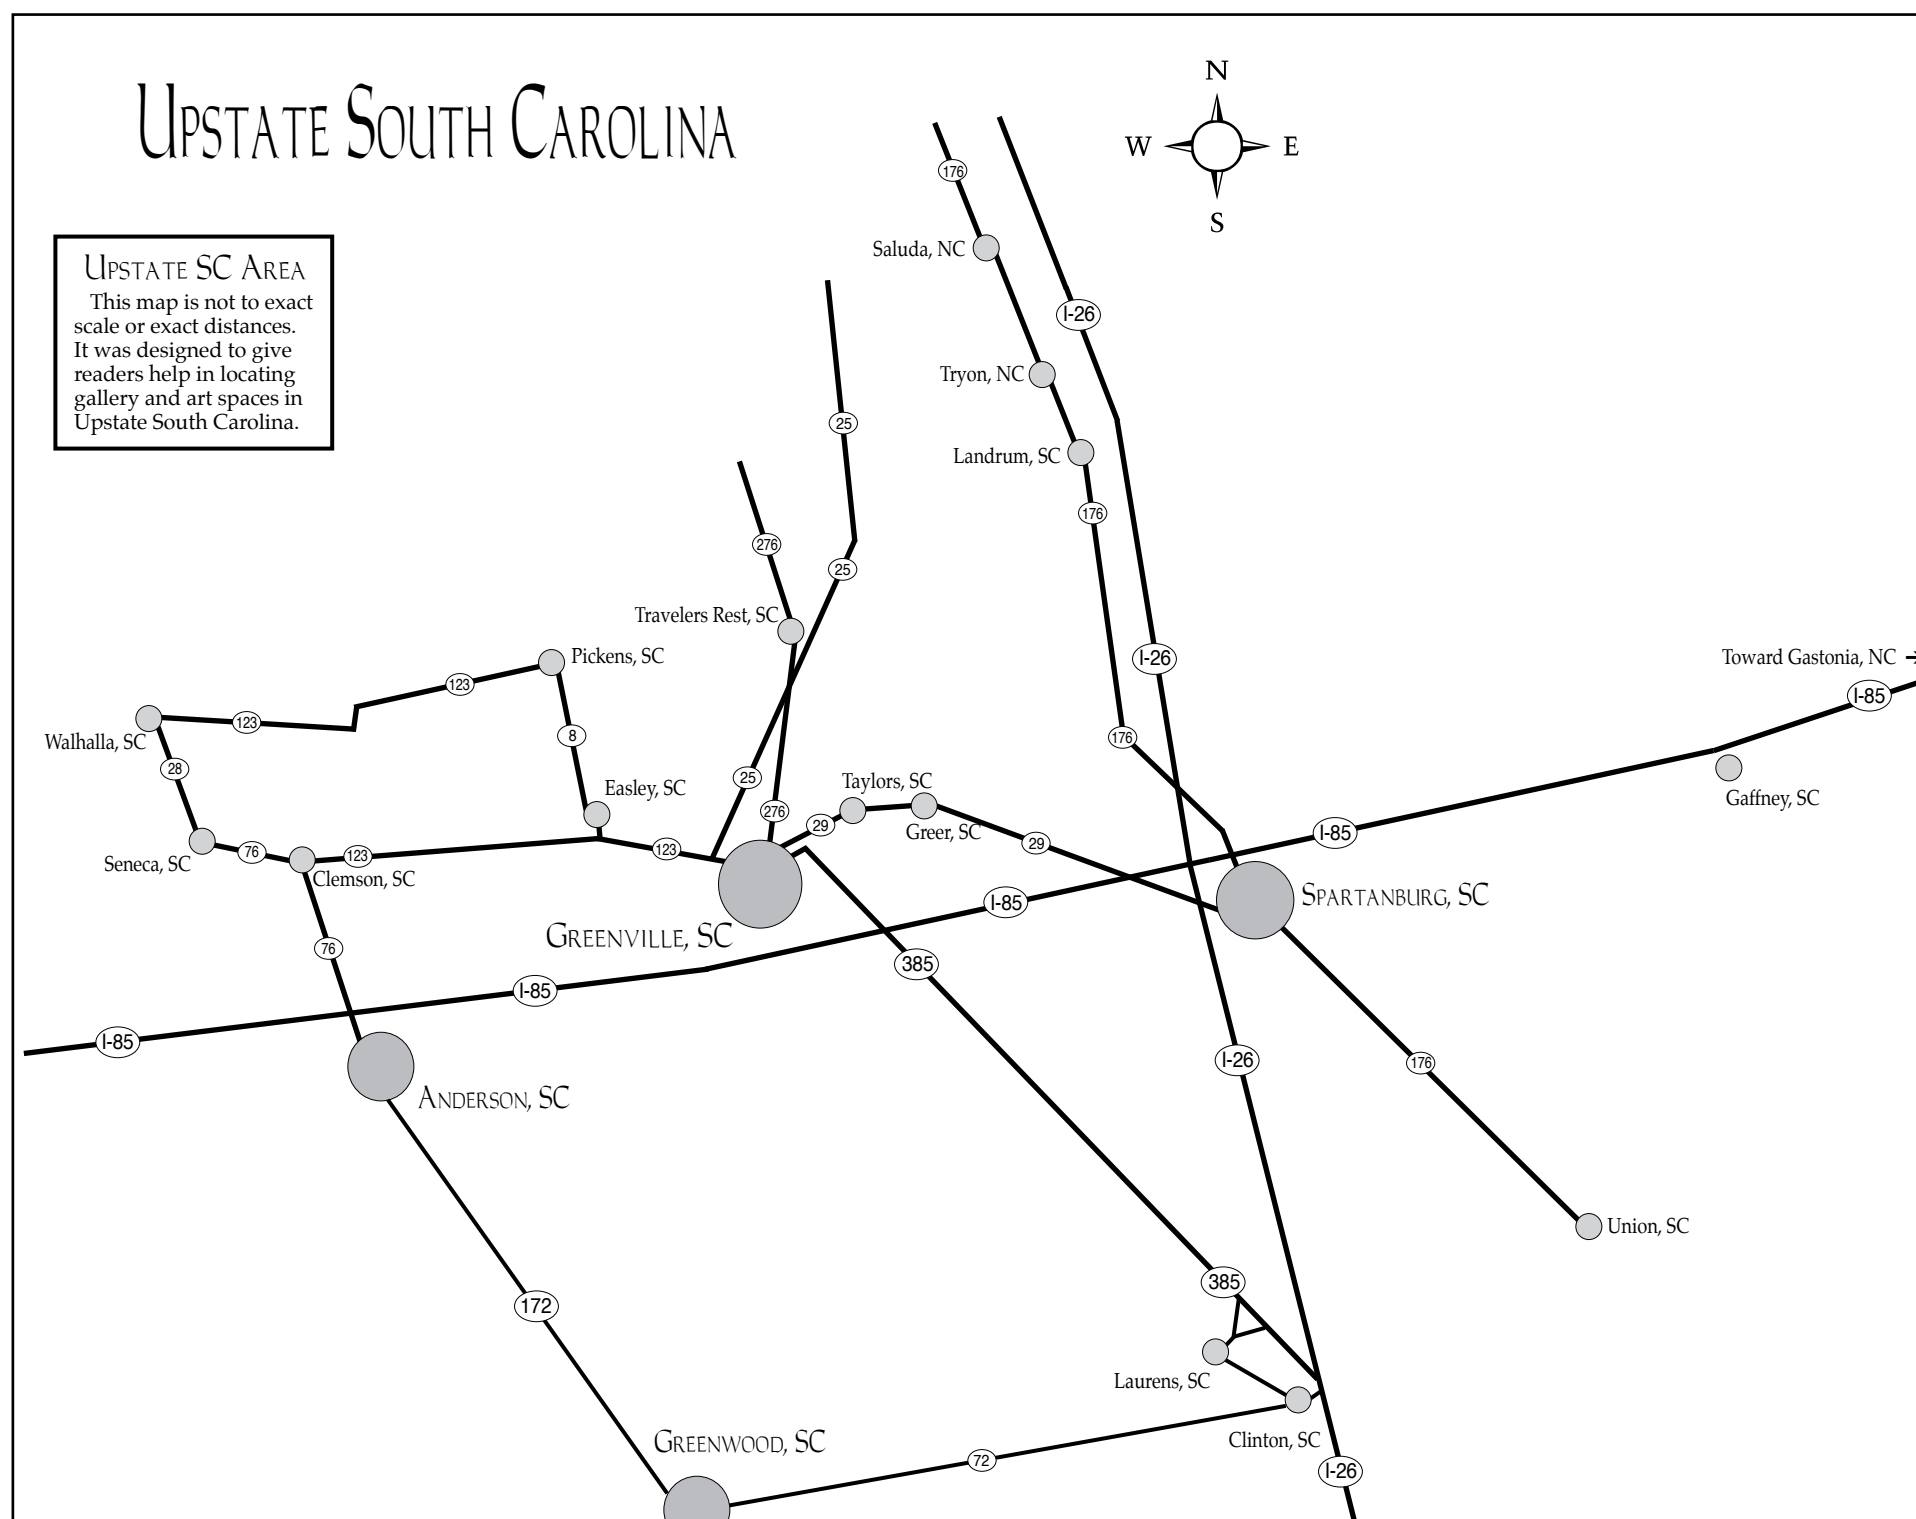 UPSTATE SOUTH CAROLINA
N
W E
S
UPSTATE SC AREA
This map is not to exact
scale or exact distances.
It was designed to give
readers help in locating
gallery and art spaces in
Upstate South Carolina.
176
Saluda, NC
I-26
Tryon, NC
25
Landrum, SC
176
276
25
Travelers Rest, SC
Pickens, SC
I-26
Toward Gastonia, NC →
123
I-85
123
Walhalla, SC
8
176
28
25
Gaffney, SC
Easley, SC
Taylors, SC
276
29
Greer, SC
I-85
29
Seneca, SC
76
123
123
Clemson, SC
SPARTANBURG, SC
I-85
GREENVILLE, SC
76
385
I-85
I-85
I-26
176
ANDERSON, SC
Union, SC
385
172
Laurens, SC
GREENWOOD, SC
Clinton, SC
72
I-26